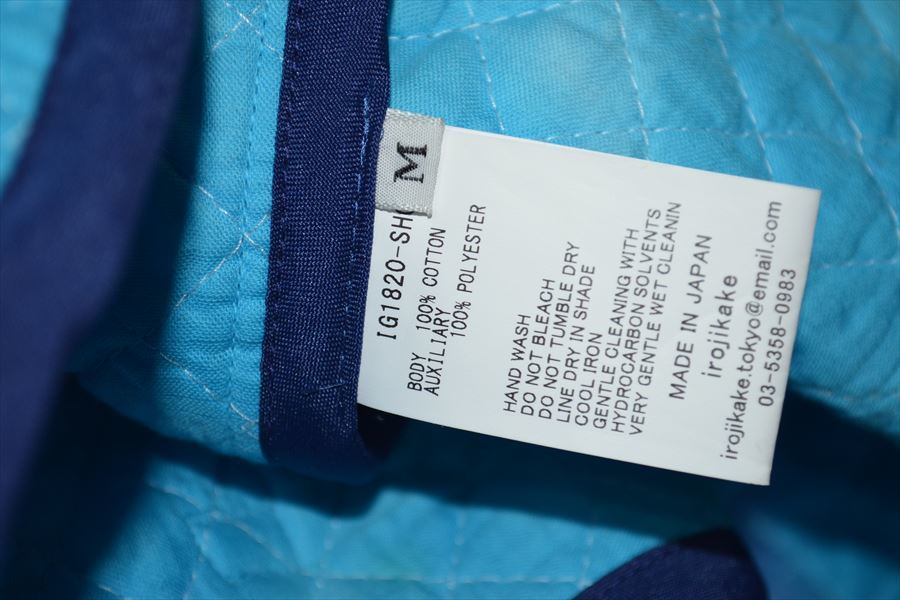 M
IG1820-SH
BODY 100% COTTON
AUXILIARY 100% POLYESTER
HAND WASH
DO NOT BLEACH
DO NOT TUMBLE DRY
LINE DRY IN SHADE
COOL IRON
GENTLE CLEANING WITH
HYDROCARBON SOLVENTS
VERY GENTLE WET CLEANIN
MADE IN JAPAN
irojikake
irojikake.tokyo@email.com
03-5358-0983